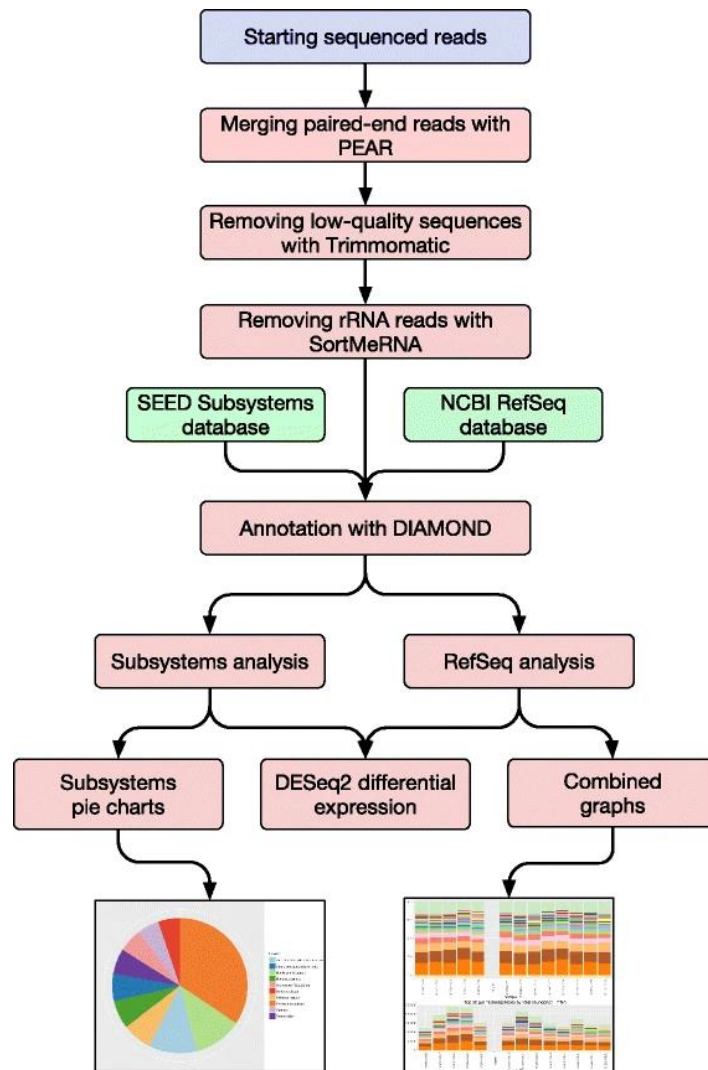 Starting sequenced reads
Merging paired-end reads with
PEAR
Removing low-quality sequences
with Trimmomatic
Removing rRNA reads with
SortMeRNA
SEED Subsystems
database
NCBI RefSeq
database
Annotation with DIAMOND
Subsystems analysis
RefSeq analysis
Subsystems
pie charts
DESeq2 differential
expression
Combined
graphs